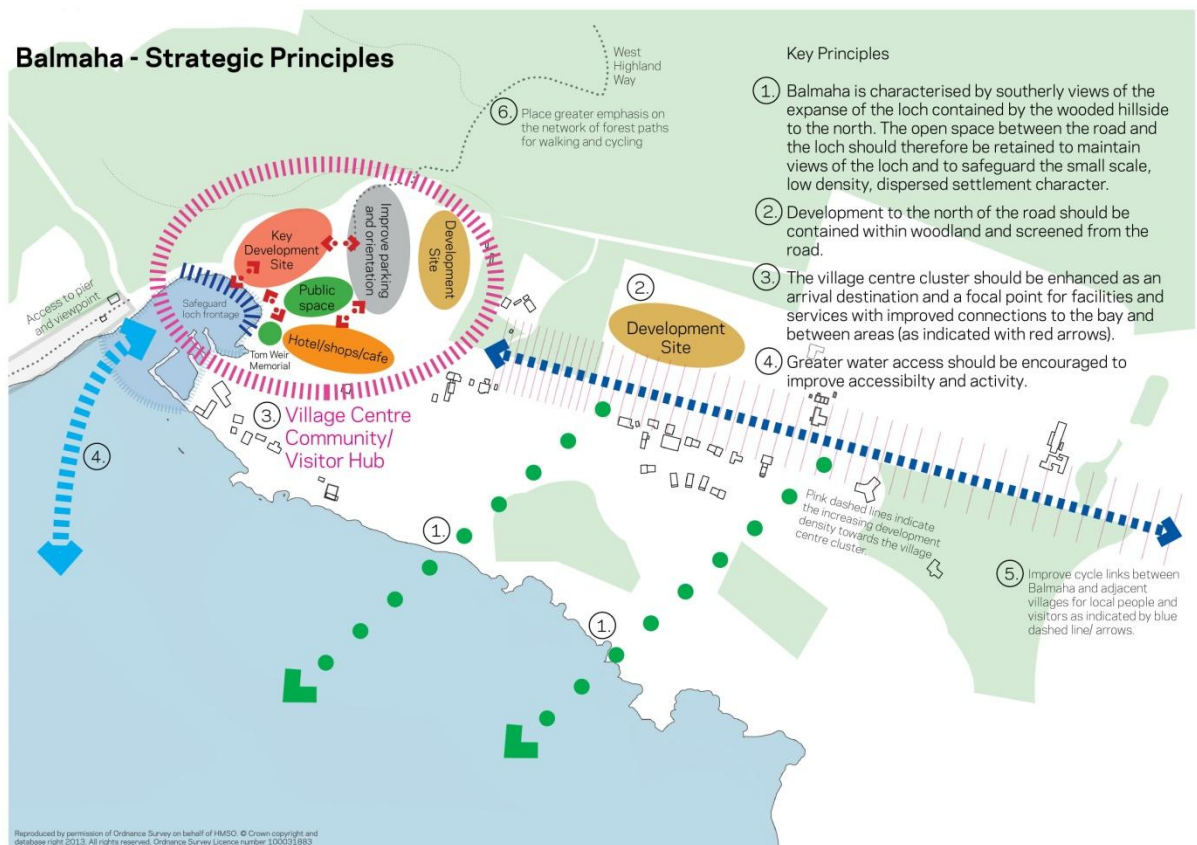 Balmaha - Strategic Principles
West
Highland
Way
6.
Place greater emphasis on
the network of forest paths
for walking and cycling
Key
Development
Site
Improve parking
and orientation
Development
Site
Public
space
Safeguard
loch frontage
Hotel/shops/cafe
Tom Weir
Memorial
Access to pier
and viewpoint
3.
Village Centre
Community/
Visitor Hub
2.
Development
Site
4.
1.
1.
Pink dashed lines indicate
the increasing development
density towards the village
centre cluster.
5.
Improve cycle links between
Balmaha and adjacent
villages for local people and
visitors as indicated by blue
dashed line/ arrows.
Key Principles
1. Balmaha is characterised by southerly views of the
expanse of the loch contained by the wooded hillside
to the north. The open space between the road and
the loch should therefore be retained to maintain
views of the loch and to safeguard the small scale,
low density, dispersed settlement character.
2. Development to the north of the road should be
contained within woodland and screened from the
road.
3. The village centre cluster should be enhanced as an
arrival destination and a focal point for facilities and
services with improved connections to the bay and
between areas (as indicated with red arrows).
4. Greater water access should be encouraged to
improve accessibilty and activity.
Reproduced by permission of Ordnance Survey on behalf of HMSO. © Crown copyright and
database right 2013. All rights reserved. Ordnance Survey Licence number 100031883